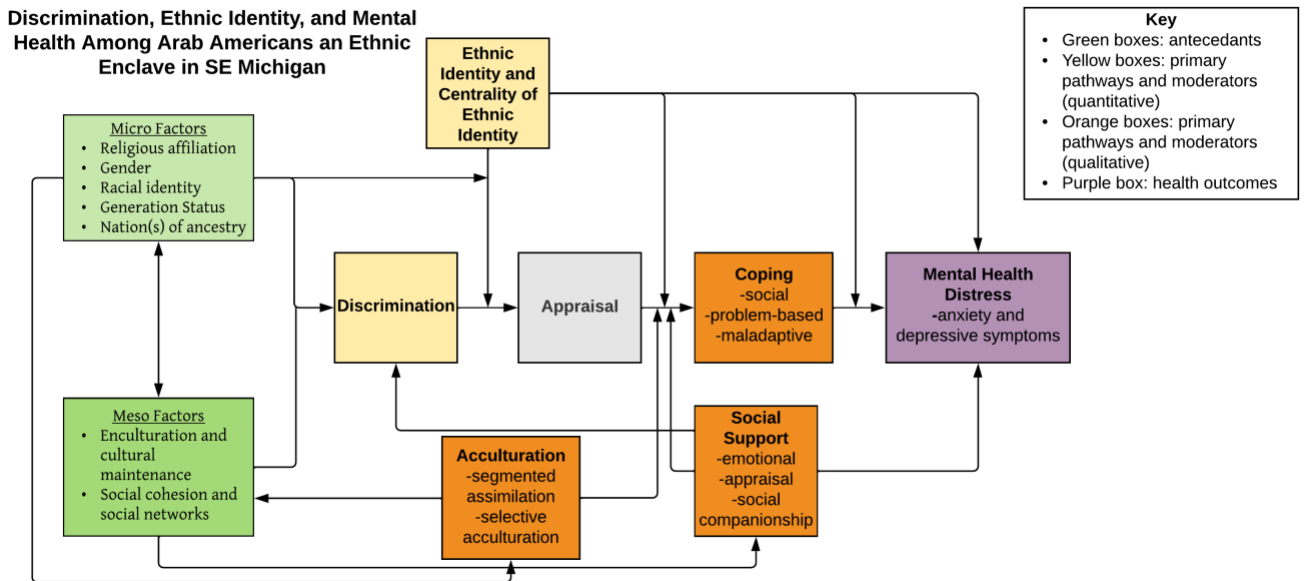 Discrimination, Ethnic Identity, and Mental
Health Among Arab Americans an Ethnic
Enclave in SE Michigan
Key
• Green boxes: antecedants
• Yellow boxes: primary
pathways and moderators
(quantitative)
• Orange boxes: primary
pathways and moderators
(qualitative)
• Purple box: health outcomes
Ethnic
Identity and
Centrality of
Ethnic
Identity
Micro Factors
• Religious affiliation
• Gender
• Racial identity
• Generation Status
• Nation(s) of ancestry
Discrimination
Appraisal
Coping
-social
-problem-based
-maladaptive
Mental Health
Distress
-anxiety and
depressive symptoms
Meso Factors
• Enculturation and
cultural
maintenance
• Social cohesion and
social networks
Acculturation
-segmented
assimilation
-selective
acculturation
Social
Support
-emotional
-appraisal
-social
companionship